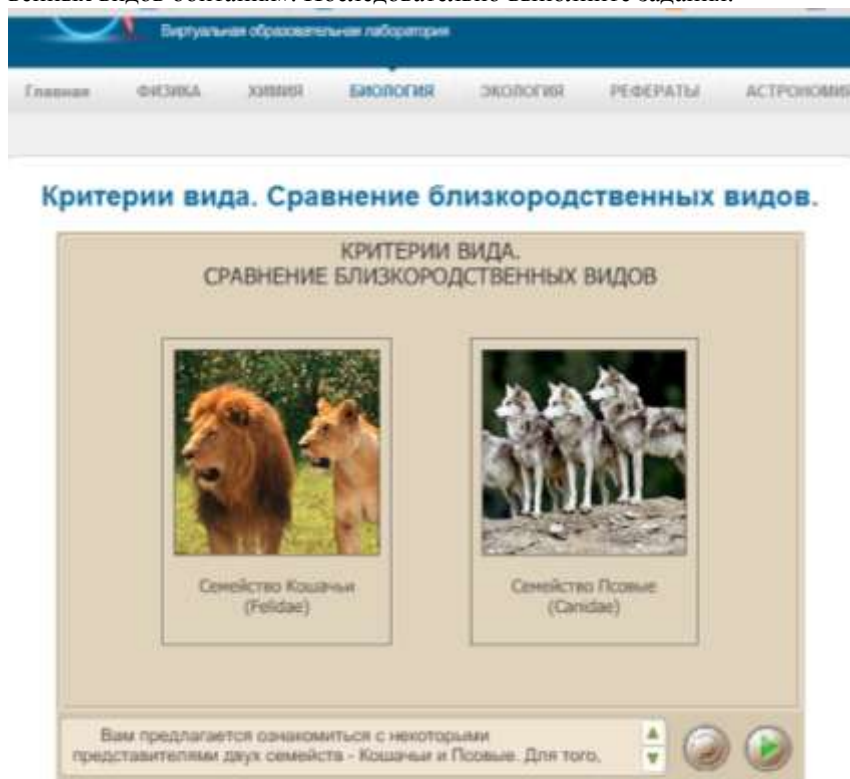 Виртуальная образовательная лаборатория
Главная ФИЗИКА ХИМИЯ БИОЛОГИЯ ЭКОЛОГИЯ РЕФЕРАТЫ АСТРОНОМИЯ
Критерии вида. Сравнение близкородственных видов.
КРИТЕРИИ ВИДА.
СРАВНЕНИЕ БЛИЗКОРОДСТВЕННЫХ ВИДОВ
Семейство Кошачьи
(Felidae)
Семейство Псовые
(Canidae)
Вам предлагается ознакомиться с некоторыми
представителями двух семейств - Кошачьи и Псовые. Для того,